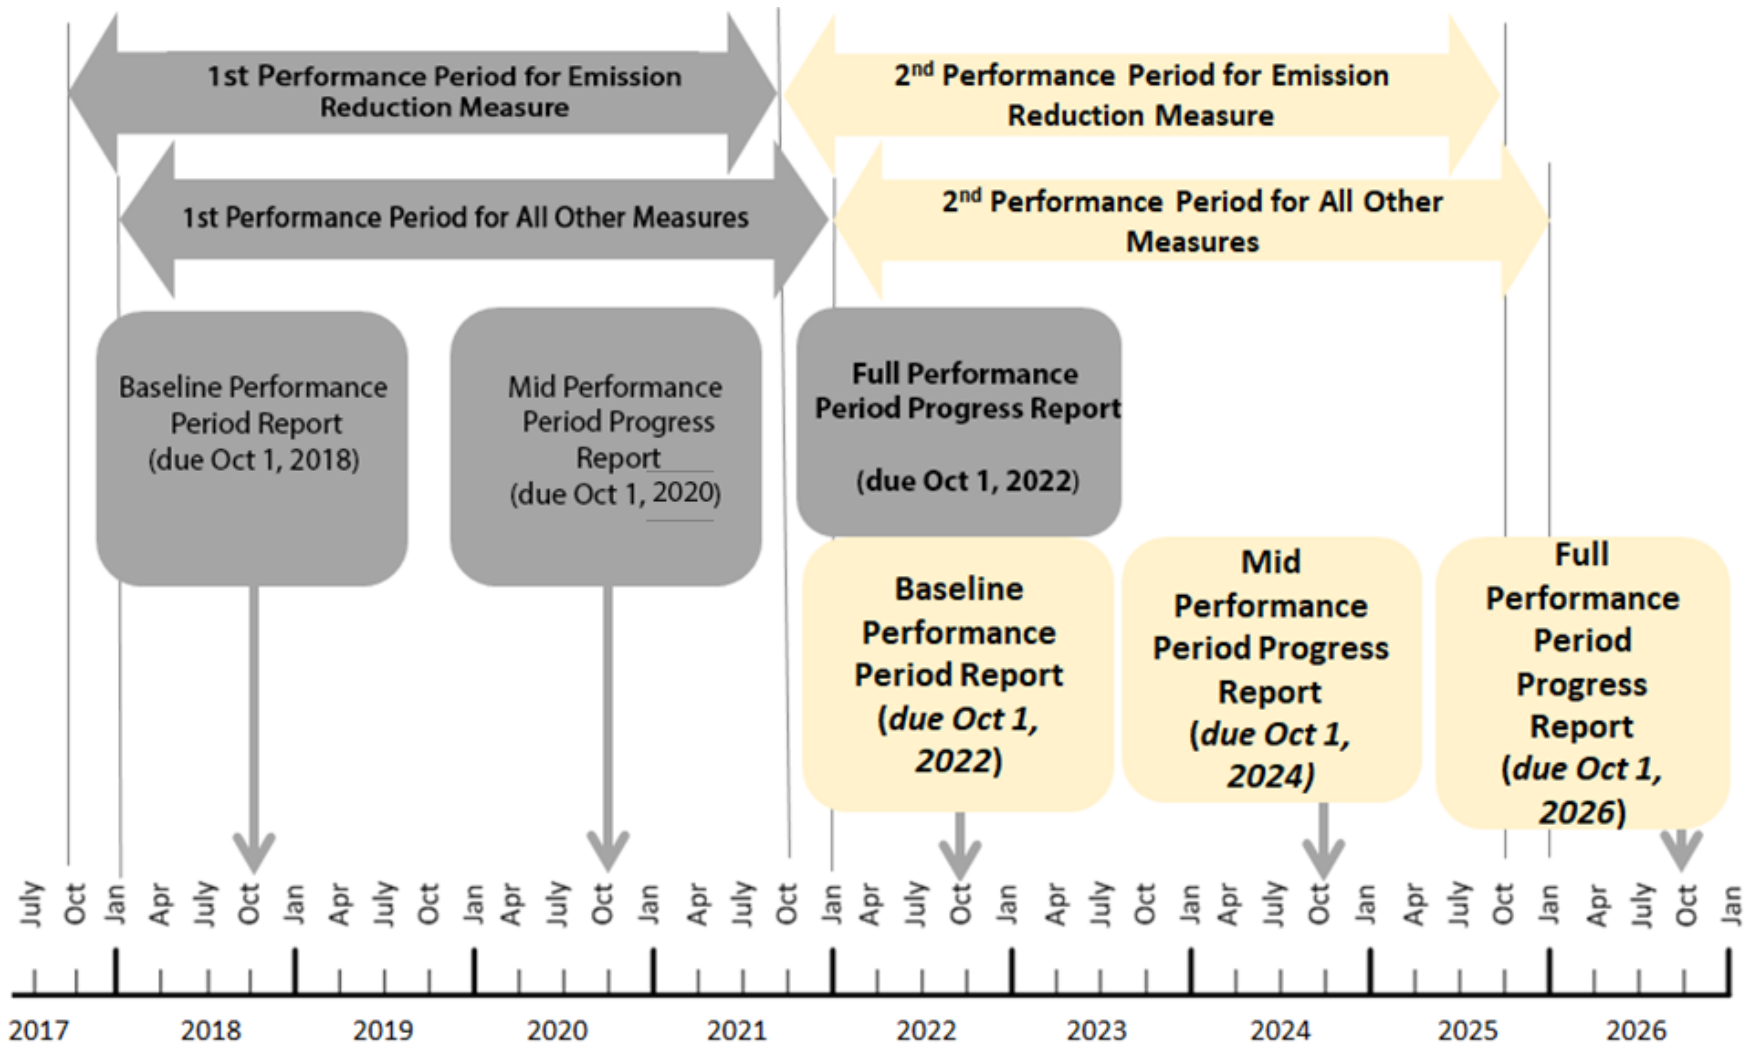 1st Performance Period for Emission
Reduction Measure
2nd Performance Period for Emission
Reduction Measure
1st Performance Period for All Other Measures
2nd Performance Period for All Other
Measures
Baseline Performance
Period Report
(due Oct 1, 2018)
Mid Performance
Period Progress
Report
(due Oct 1, 2020)
Full Performance
Period Progress Report
(due Oct 1, 2022)
Baseline
Performance
Period Report
(due Oct 1,
2022)
Mid
Performance
Period Progress
Report
(due Oct 1,
2024)
Full
Performance
Period
Progress
Report
(due Oct 1,
2026)
July Oct Jan Apr July Oct Jan Apr July Oct Jan Apr July Oct Jan Apr July Oct Jan Apr July Oct Jan Apr July Oct Jan Apr July Oct Jan Apr July Oct Jan Apr July Oct Jan
2017 2018 2019 2020 2021 2022 2023 2024 2025 2026